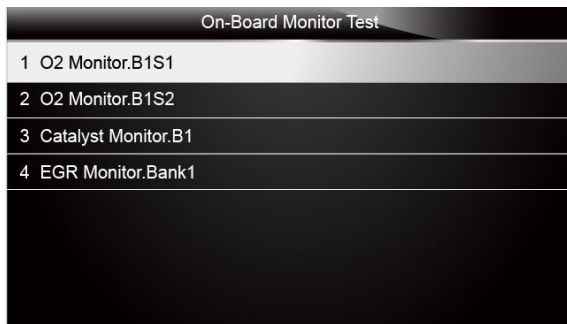 On-Board Monitor Test
1 O2 Monitor.B1S1
2 O2 Monitor.B1S2
3 Catalyst Monitor.B1
4 EGR Monitor.Bank1